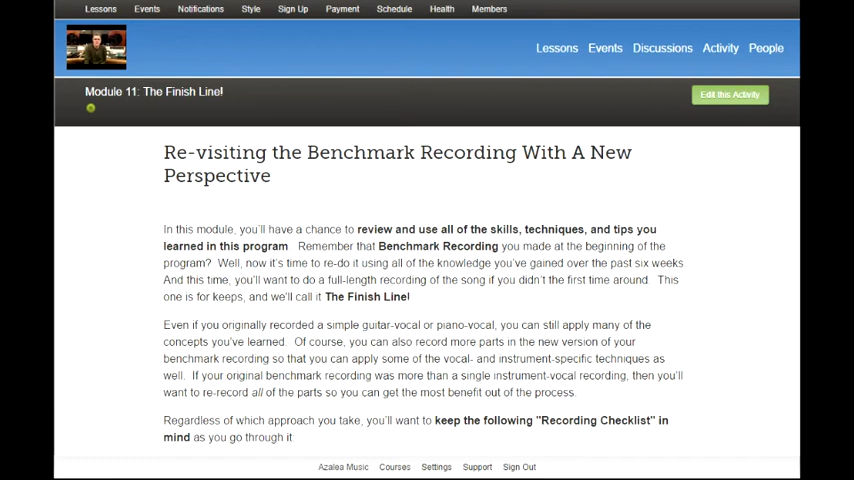 Lessons Events Notifications Style Sign Up Payment Schedule Health Members
Lessons Events Discussions Activity People
Module 11: The Finish Line!
Edit this Activity
Re-visiting the Benchmark Recording With A New
Perspective
In this module, you'll have a chance to review and use all of the skills, techniques, and tips you
learned in this program Remember that Benchmark Recording you made at the beginning of the
program? Well, now it's time to re-do it using all of the knowledge you've gained over the past six weeks
And this time, you'll want to do a full-length recording of the song if you didn't the first time around This
one is for keeps, and we'll call it The Finish Line!
Even if you originally recorded a simple guitar-vocal or piano-vocal, you can still apply many of the
concepts you've learned. Of course, you can also record more parts in the new version of your
benchmark recording so that you can apply some of the vocal- and instrument-specific techniques as
well. If your original benchmark recording was more than a single instrument-vocal recording, then you'll
want to re-record all of the parts so you can get the most benefit out of the process.
Regardless of which approach you take, you'll want to keep the following "Recording Checklist" in
mind as you go through it:
Azalea Music Courses Settings Support Sign Out